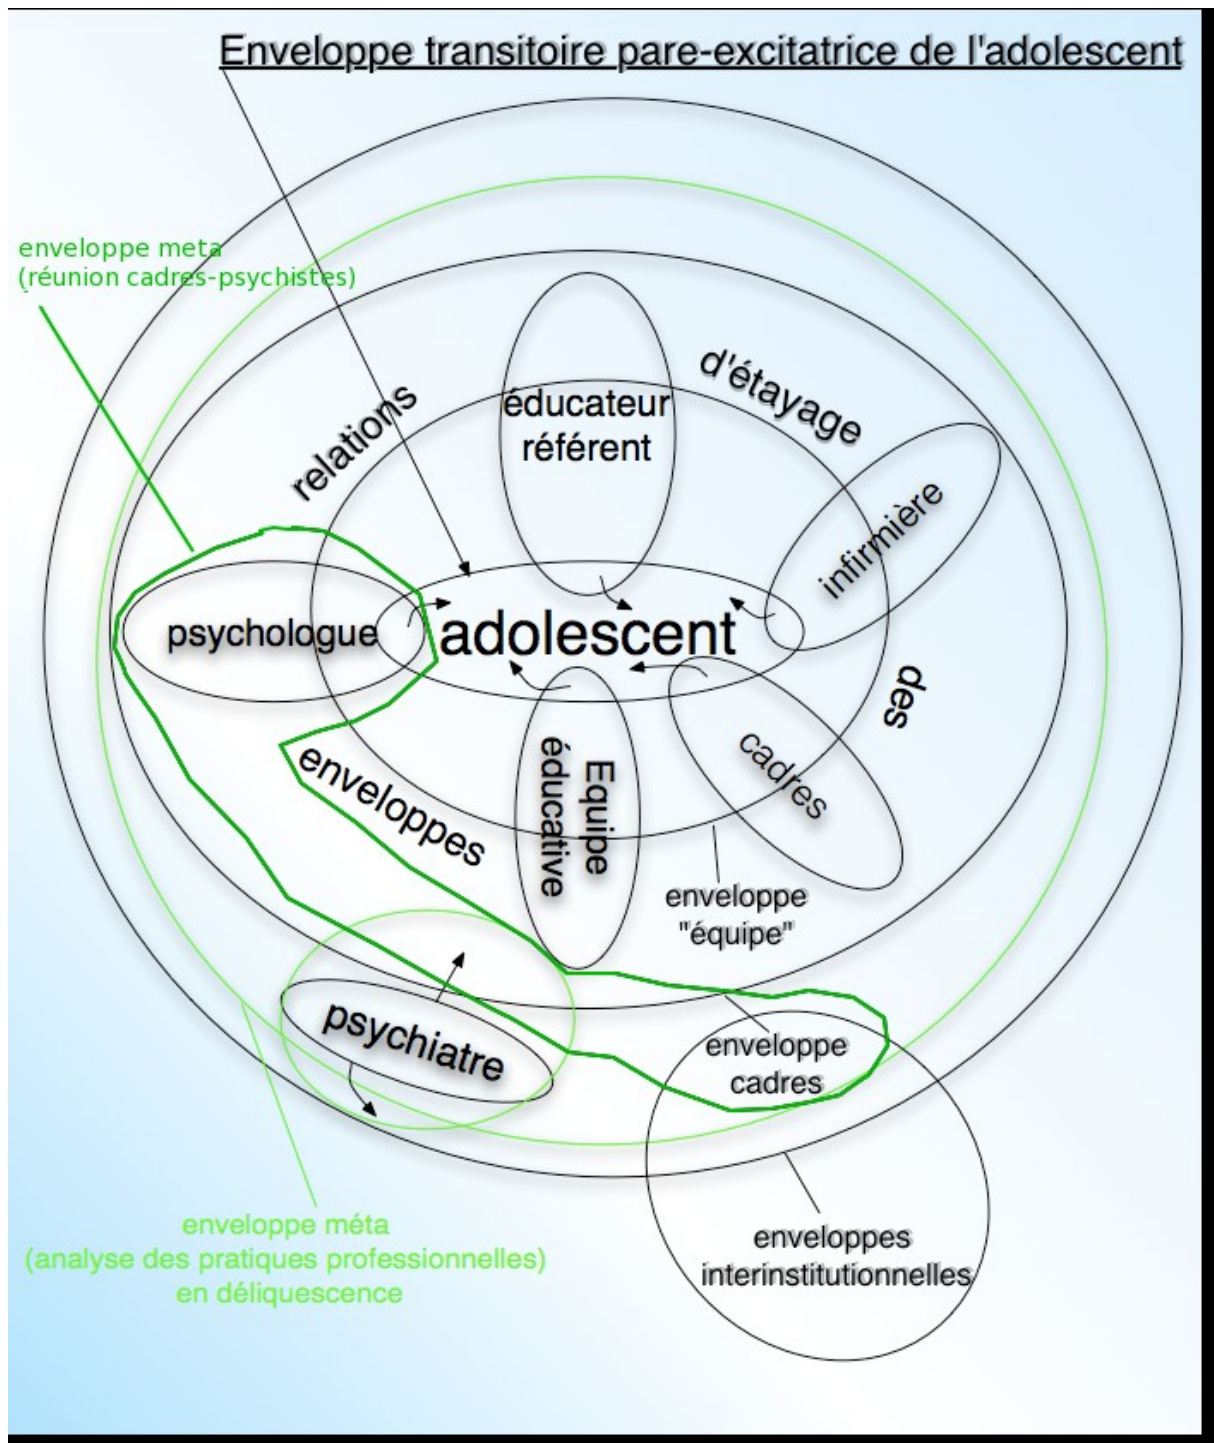 Enveloppe transitoire pare-excitatrice de l'adolescent
enveloppe meta
(réunion cadres-psychistes)
relations
d'étayage
des
enveloppes
éducateur
référent
infirmière
psychologue
adolescent
cadres
Equipe
éducative
enveloppe
"équipe"
psychiatre
enveloppe
cadres
enveloppe méta
(analyse des pratiques professionnelles)
en déliquescence
enveloppes
interinstitutionnelles